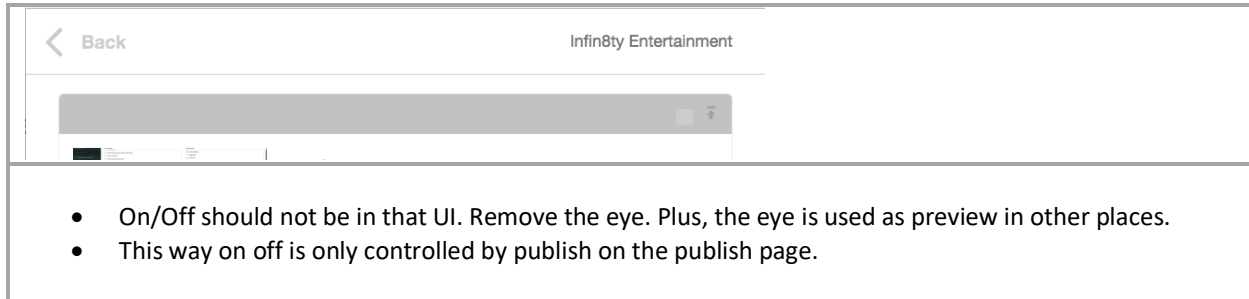 Back
Infin8ty Entertainment
On/Off should not be in that UI. Remove the eye. Plus, the eye is used as preview in other places.
This way on off is only controlled by publish on the publish page.